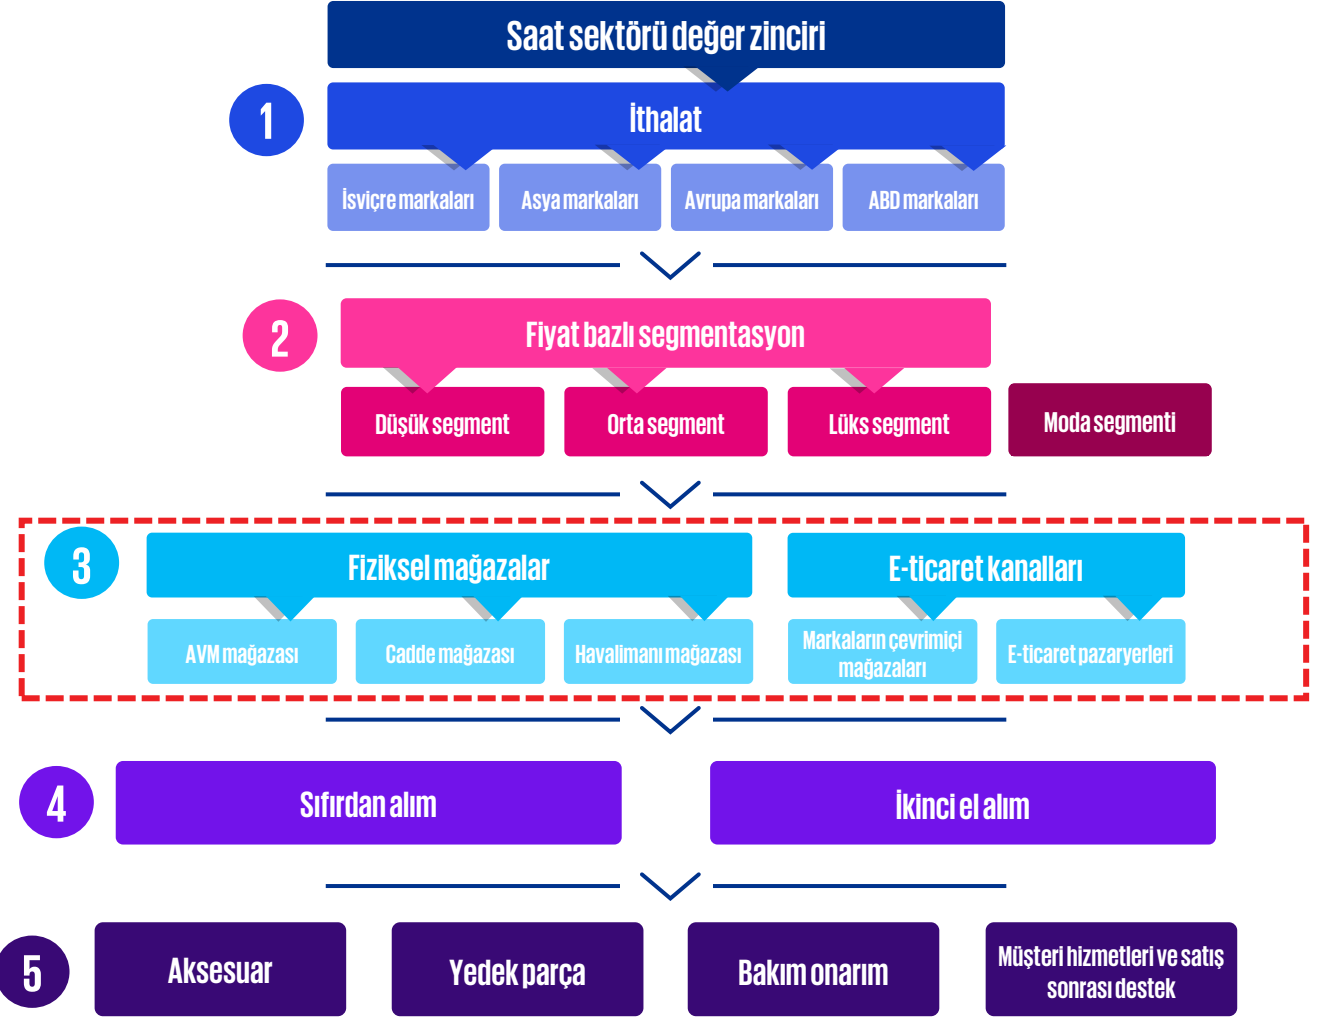 Saat sektörü değer zinciri
1
İthalat
İsviçre markaları
Asya markaları
Avrupa markaları
ABD markaları
2
Fiyat bazlı segmentasyon
Düşük segment
Orta segment
Lüks segment
Moda segmenti
3
Fiziksel mağazalar
E-ticaret kanalları
AVM mağazası
Cadde mağazası
Havalimanı mağazası
Markaların çevrimiçi
mağazaları
E-ticaret pazaryerleri
4
Sıfırdan alım
İkinci el alım
5
Aksesuar
Yedek parça
Bakım onarım
Müşteri hizmetleri ve satış
sonrası destek